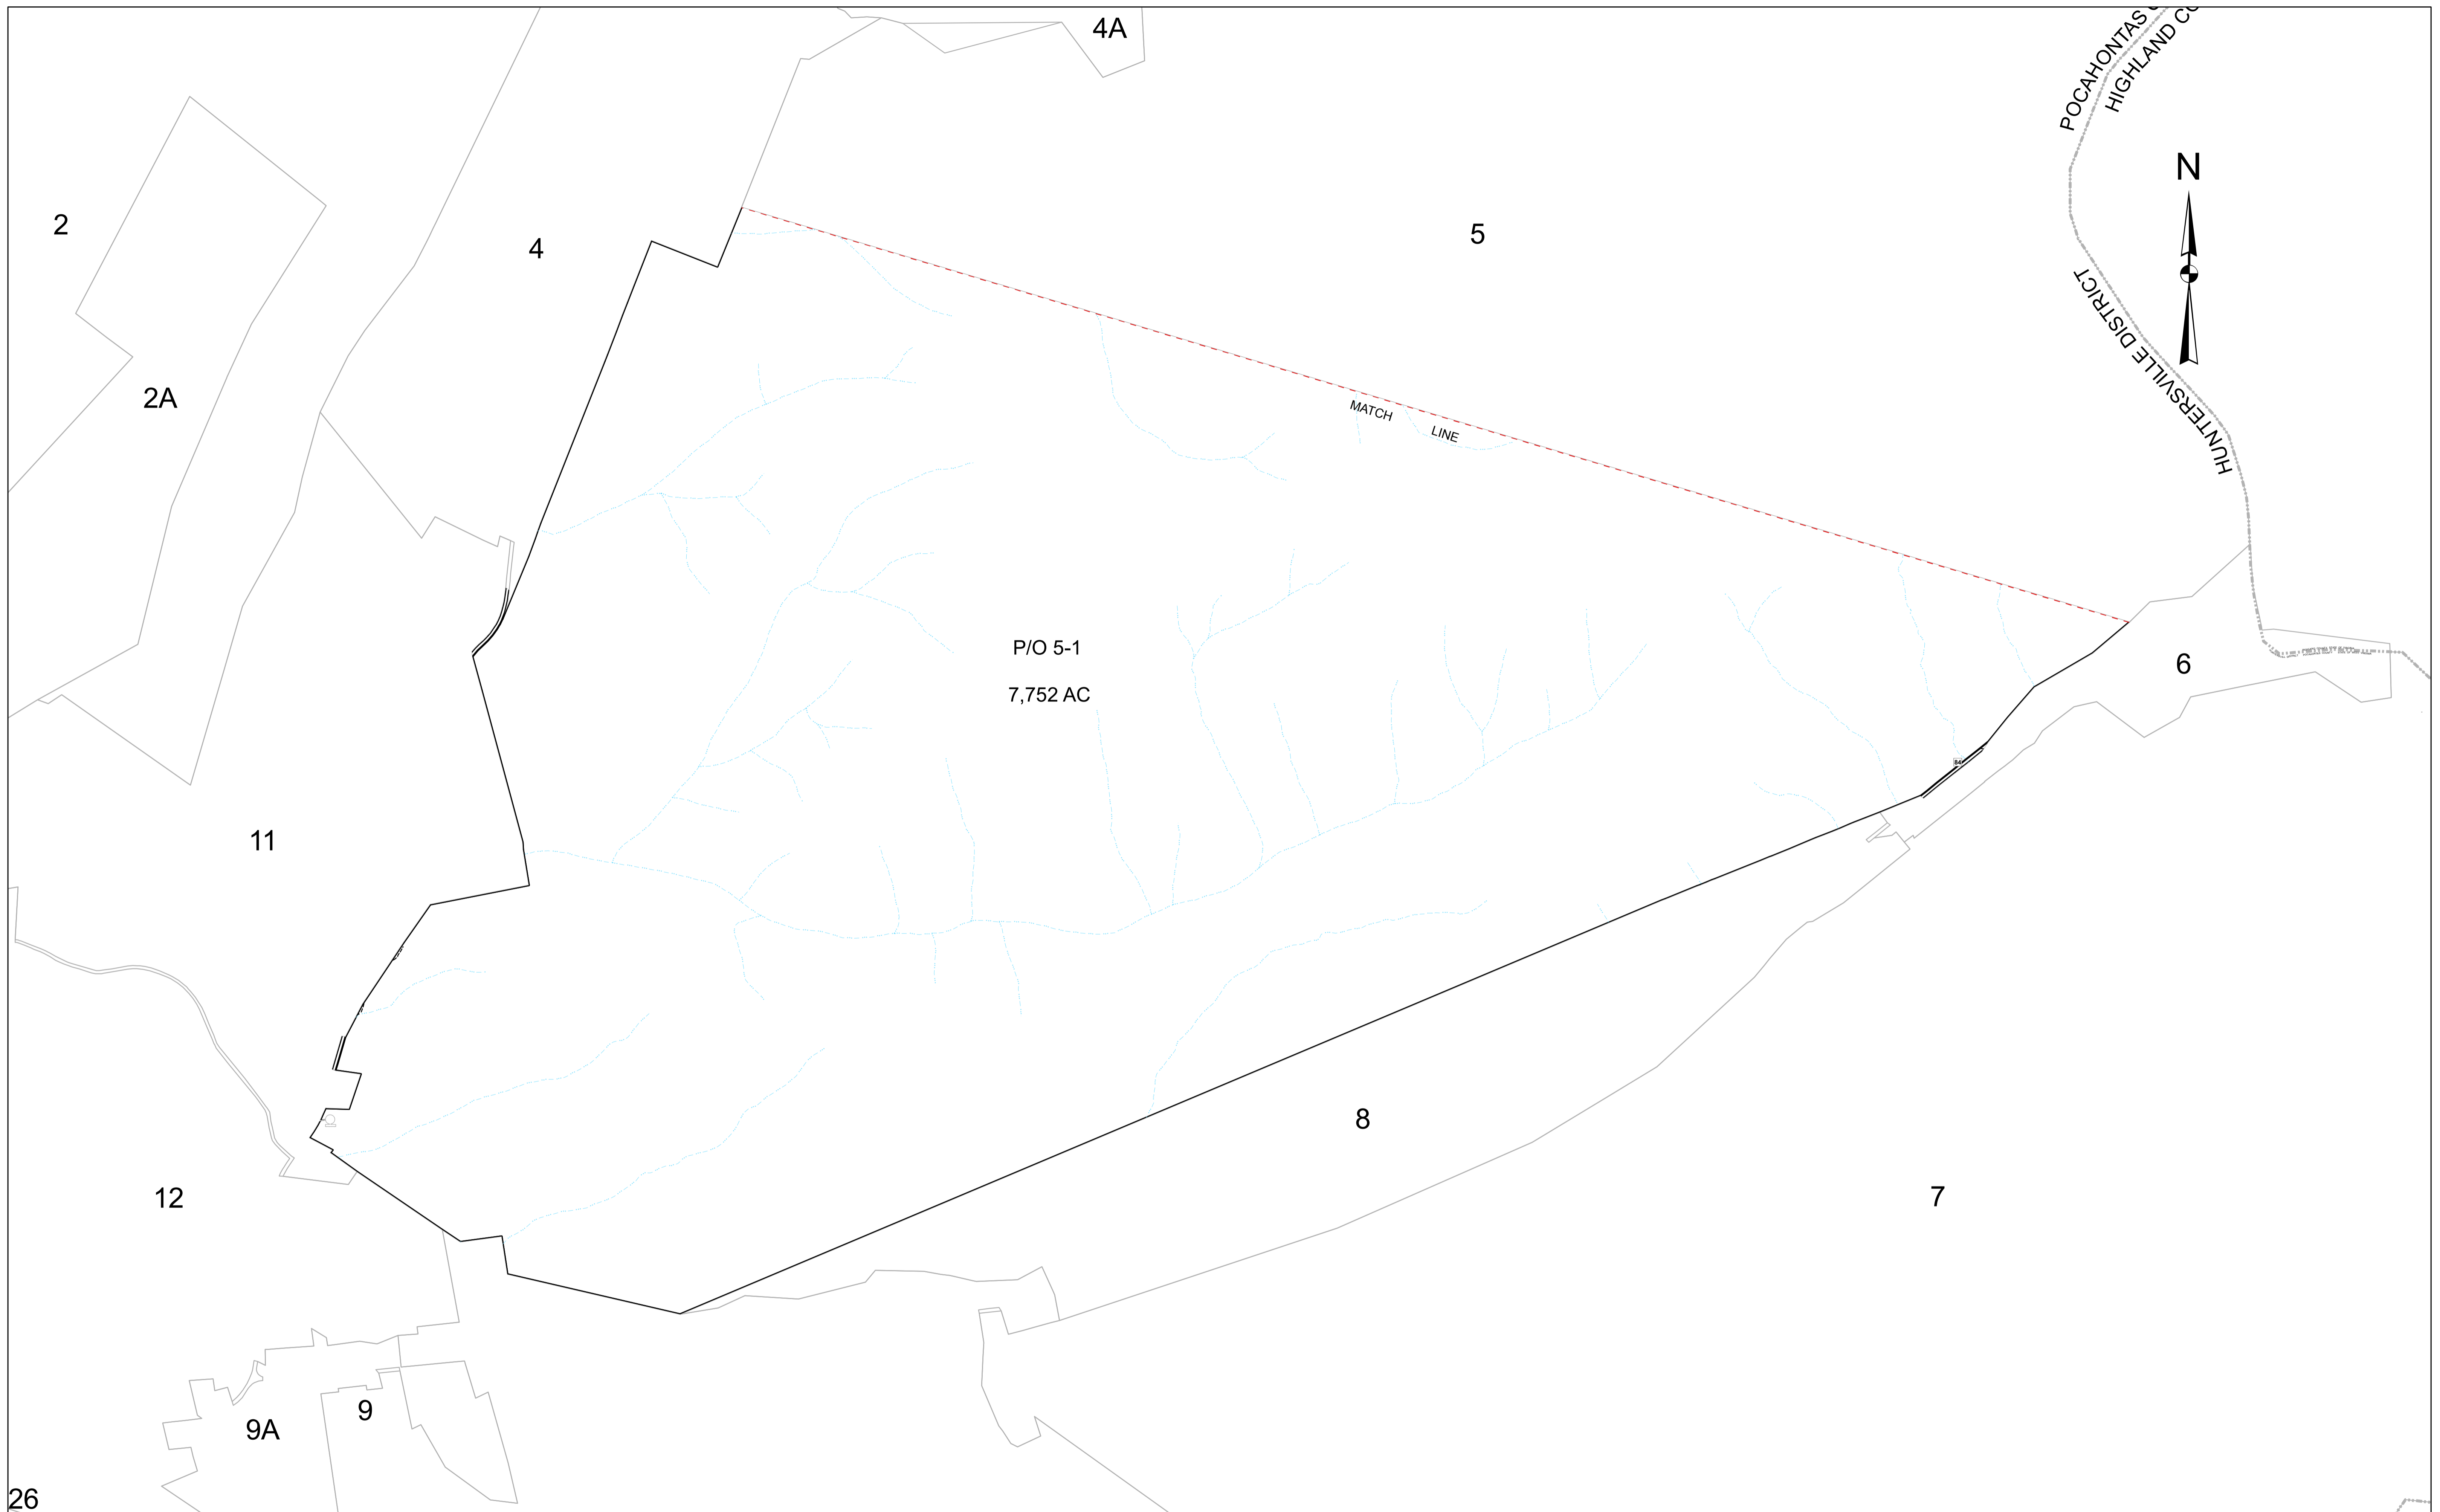 4A
POCAHONTAS
HIGHLAND CO
N
2
4
5
HUNTERSVILLE DISTRICT
2A
MATCH
LINE
P/O 5-1
6
7,752 AC
84
11
8
12
7
9
9A
26